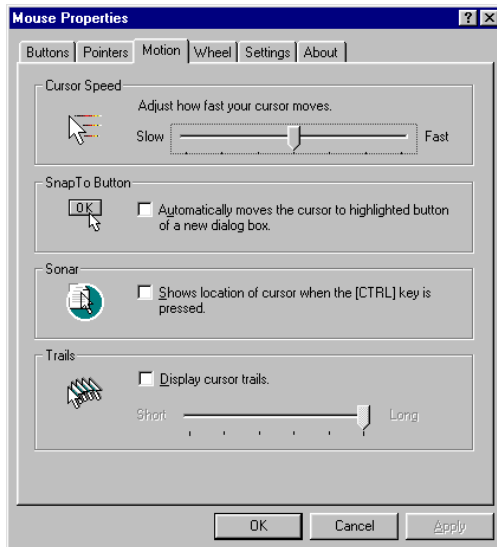 Mouse Properties
Buttons Pointers Motion Wheel Settings About
Cursor Speed
Adjust how fast your cursor moves.
Slow Fast
SnapTo Button
OK
Automatically moves the cursor to highlighted button
of a new dialog box.
Sonar
Shows location of cursor when the [CTRL] key is
pressed.
Trails
Display cursor trails.
Short Long
OK Cancel Apply